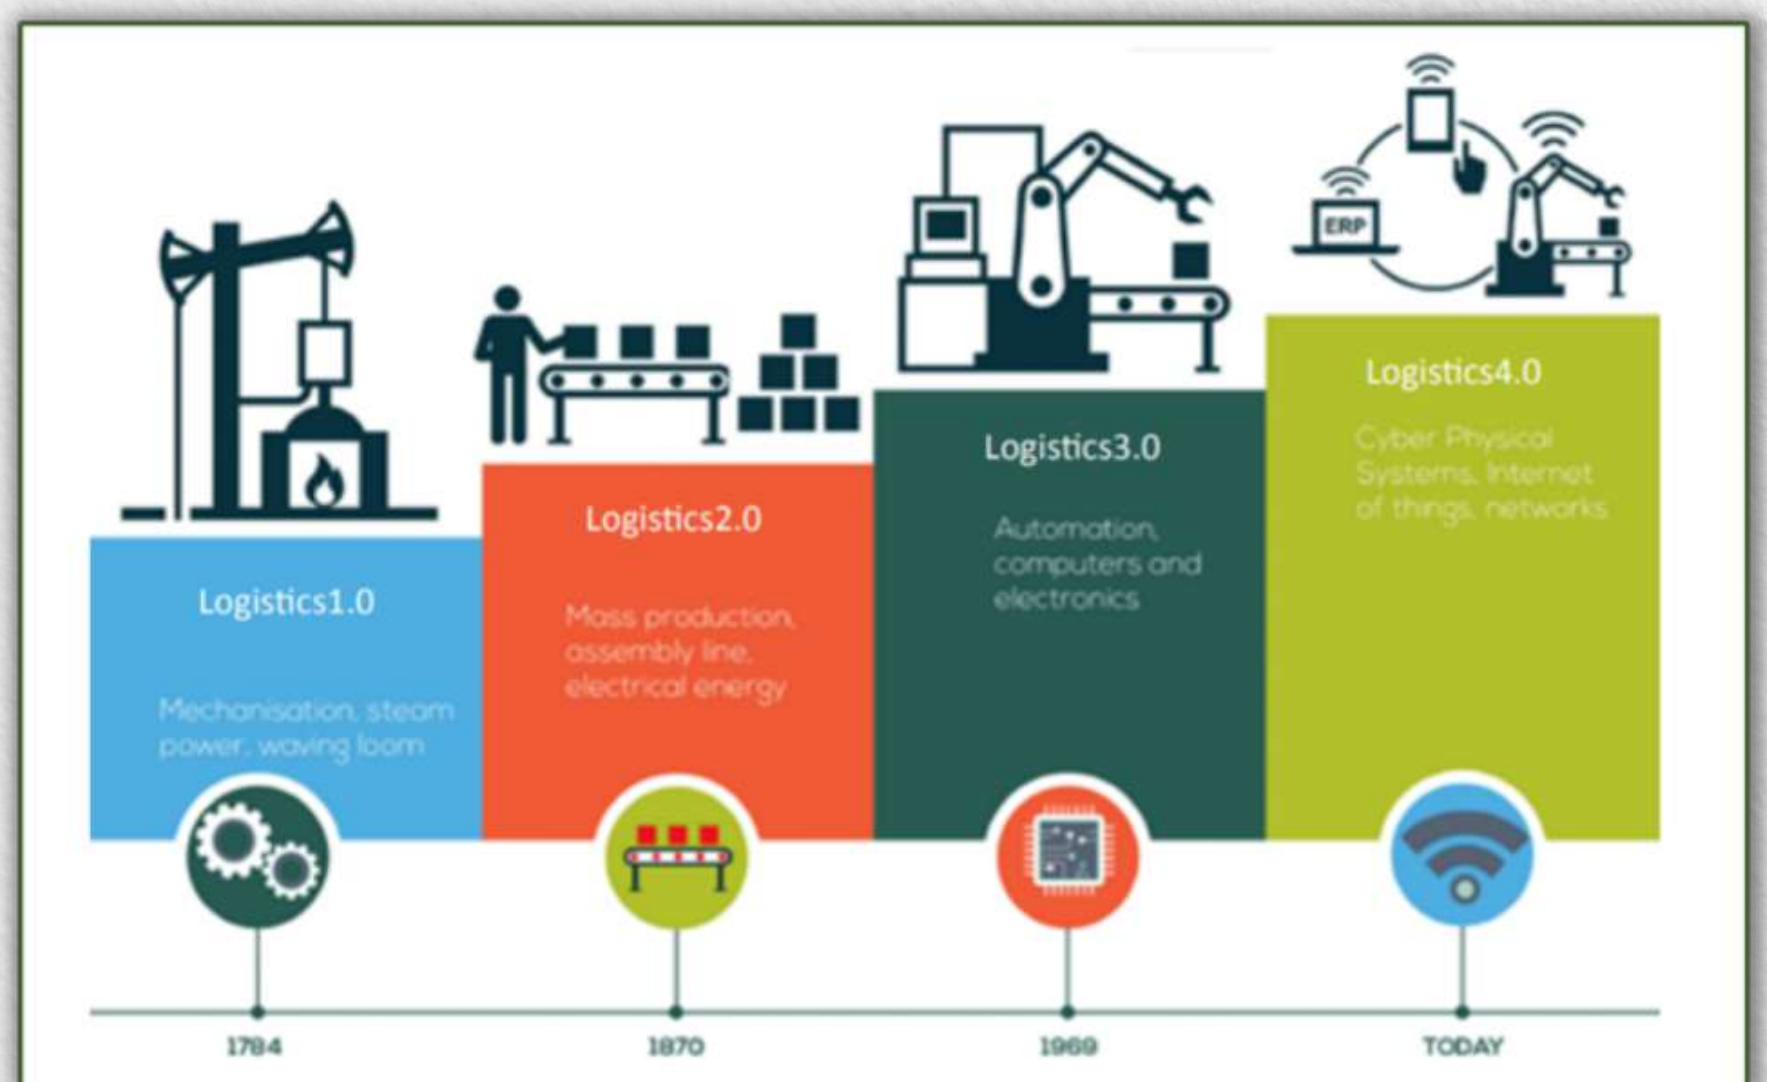 ERP
Logistics1.0
Mechanisation, steam
power, waving loom
Logistics2.0
Mass production,
assembly line,
electrical energy
Logistics3.0
Automation,
computers and
electronics
Logistics4.0
Cyber Physical
Systems, Internet
of things, networks
1784
1870
1969
TODAY